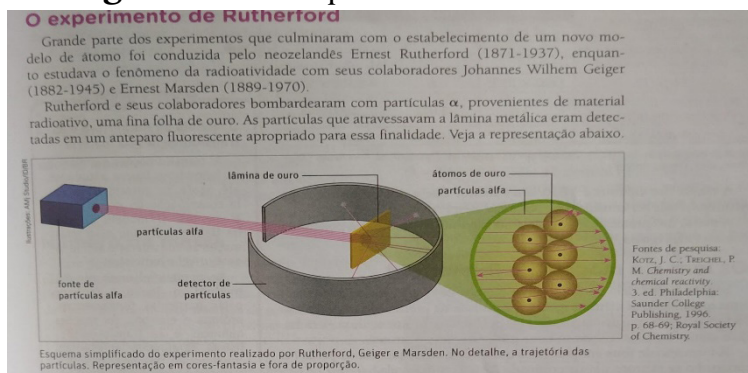 O experimento de Rutherford
Grande parte dos experimentos que culminaram com o estabelecimento de um novo mo-
delo de átomo foi conduzida pelo neozelandês Ernest Rutherford (1871-1937), enquan-
to estudava o fenômeno da radioatividade com seus colaboradores Johannes Wilhem Geiger
(1882-1945) e Ernest Marsden (1889-1970).
Rutherford e seus colaboradores bombardearam com partículas α, provenientes de material
radioativo, uma fina folha de ouro. As partículas que atravessavam a lâmina metálica eram detec-
tadas em um anteparo fluorescente apropriado para essa finalidade. Veja a representação abaixo.
lâmina de ouro
átomos de ouro
partículas alfa
partículas alfa
fonte de
partículas alfa
detector de
partículas
Fontes de pesquisa:
KOTZ, J. C.; TREICHEL, P.
M. Chemistry and
chemical reactivity.
3. ed. Philadelphia:
Saunder College
Publishing, 1996.
p. 68-69; Royal Society
of Chemistry.
Esquema simplificado do experimento realizado por Rutherford, Geiger e Marsden. No detalhe, a trajetória das
partículas. Representação em cores-fantasia e fora de proporção.